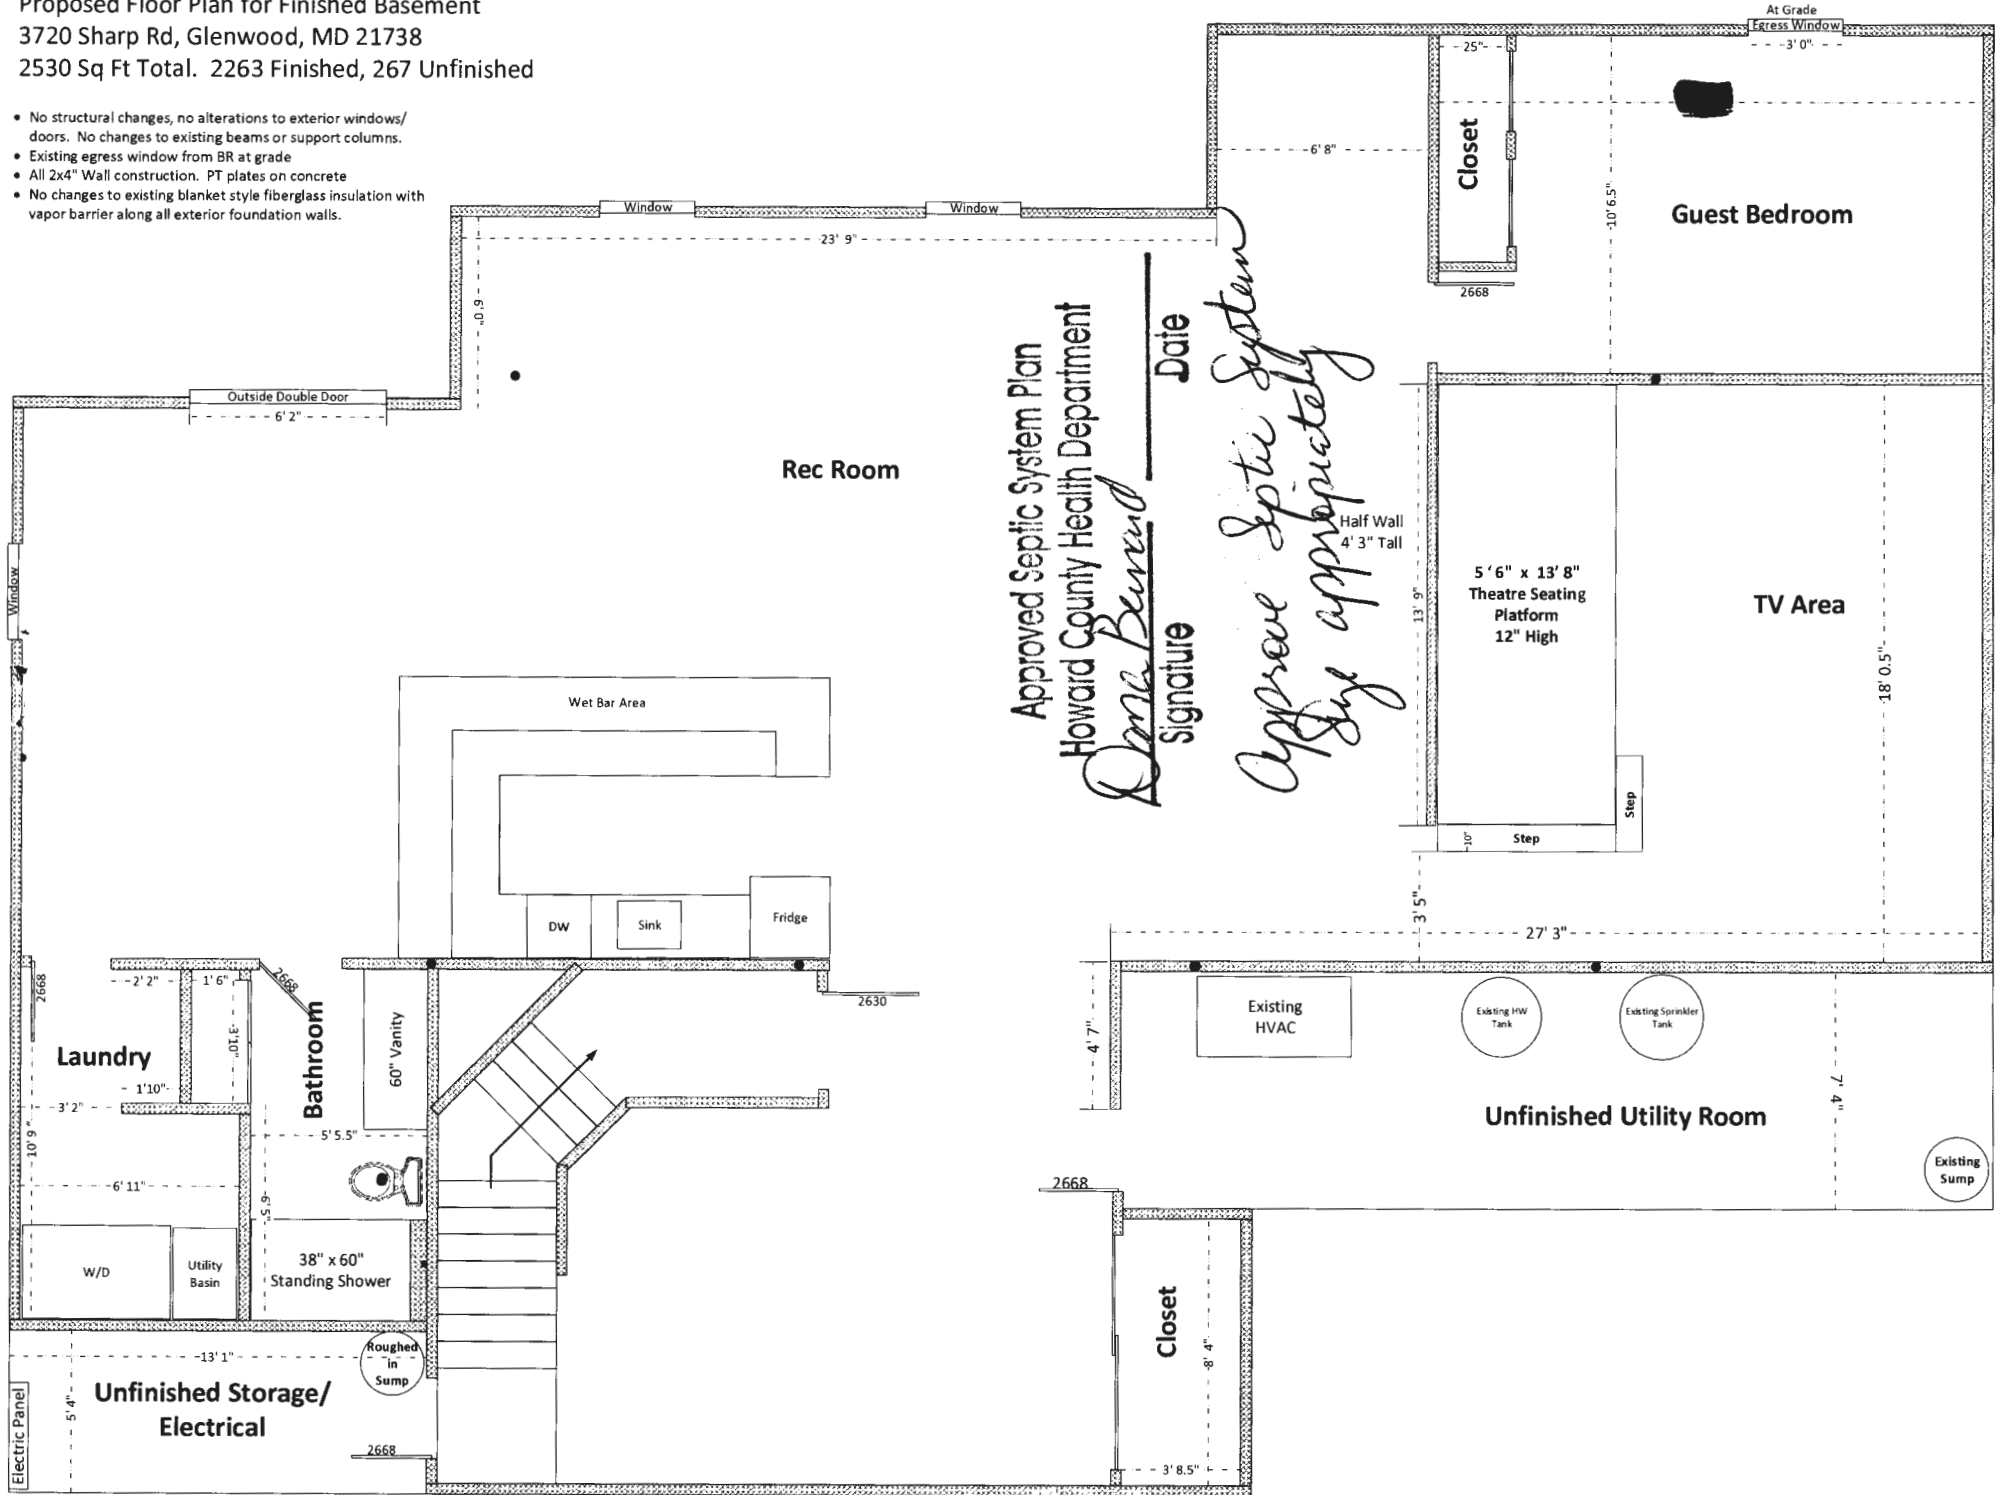 Proposed Floor Plan for Finished Basement
3720 Sharp Rd, Glenwood, MD 21738
2530 Sq Ft Total.  2263 Finished, 267 Unfinished
• No structural changes, no alterations to exterior windows/
doors.  No changes to existing beams or support columns.
• Existing egress window from BR at grade
• All 2x4" Wall construction.  PT plates on concrete
• No changes to existing blanket style fiberglass insulation with
vapor barrier along all exterior foundation walls.
At Grade
Egress Window
3' 0"
25"
Closet
6' 8"
10' 6.5"
Guest Bedroom
2668
Window
Window
23' 9"
6' 0"
Outside Double Door
6' 2"
Rec Room
Window
Approved Septic System Plan
Howard County Health Department
Signature
Date
Approve Septic System
Size appropriately
Half Wall
4' 3" Tall
13' 9"
5 ' 6"  x  13' 8"
Theatre Seating
Platform
12" High
TV Area
18' 0.5"
Step
Step
10"
3' 5"
27' 3"
Wet Bar Area
DW
Sink
Fridge
2668
2' 2"
1' 6"
2668
3'10"
Laundry
1'10"
3' 2"
10' 9"
Bathroom
60" Vanity
5' 5.5"
6' 11"
6' 5"
W/D
Utility
Basin
38" x 60"
Standing Shower
2630
4' 7"
Existing
HVAC
Existing HW
Tank
Existing Sprinkler
Tank
7' 4"
Unfinished Utility Room
Existing
Sump
2668
Closet
8' 4"
3' 8.5"
13' 1"
Roughed
in
Sump
Unfinished Storage/
Electrical
5' 4"
Electric Panel
2668